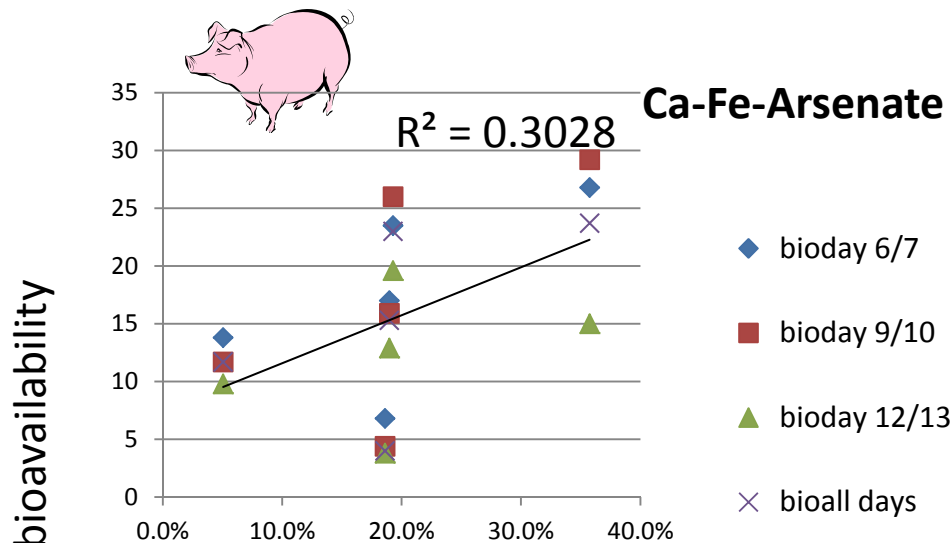 Ca-Fe-Arsenate
R² = 0.3028
35
30
25
20
15
10
5
0
0.0% 10.0% 20.0% 30.0% 40.0%
bioavailability
bioday 6/7
bioday 9/10
bioday 12/13
bioall days